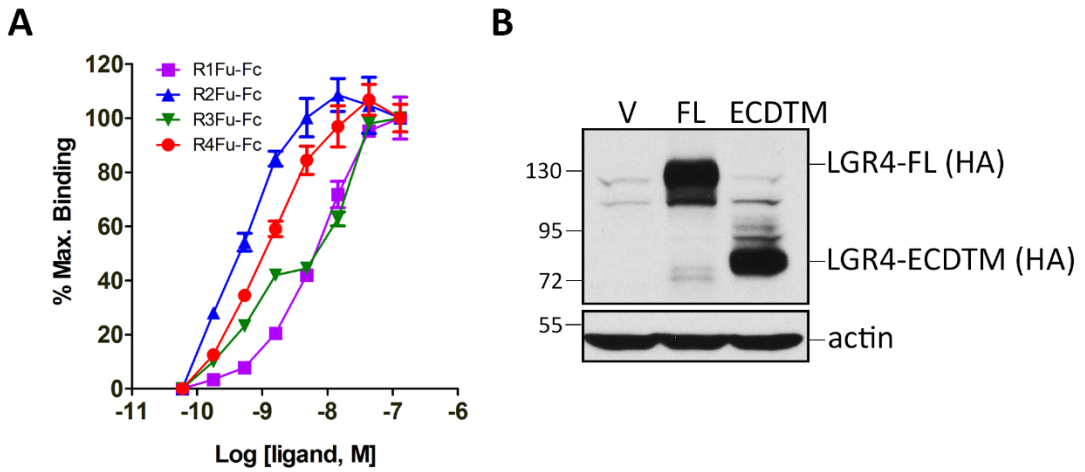 A
120
100
80
60
40
20
0
R1Fu-Fc
R2Fu-Fc
R3Fu-Fc
R4Fu-Fc
% Max. Binding
-11 -10 -9 -8 -7 -6
Log [ligand, M]
B
V FL ECDTM
130
95
72
55
LGR4-FL (HA)
LGR4-ECDTM (HA)
actin